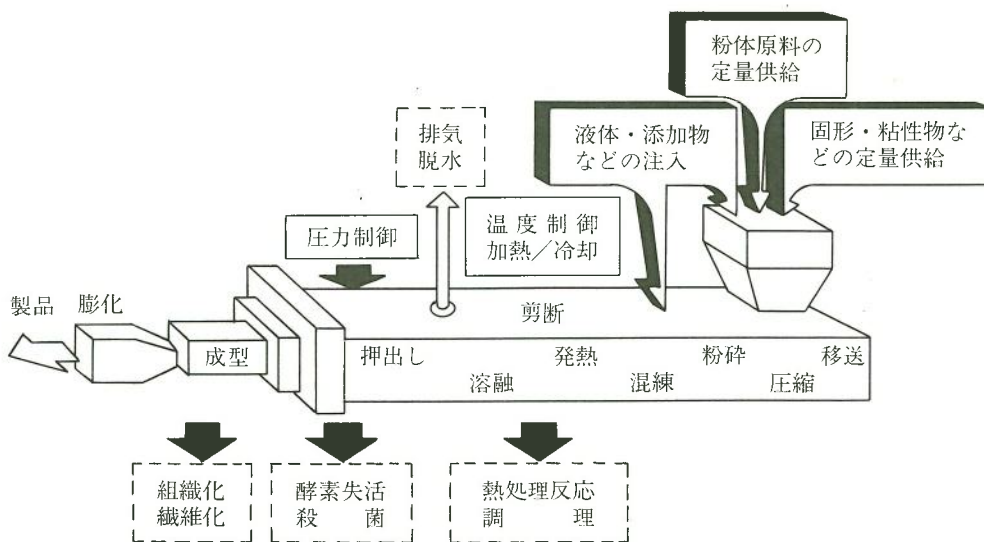 粉体原料の
定量供給
排気
脱水
液体・添加物
などの注入
固形・粘性物な
どの定量供給
圧力制御
温度制御
加熱／冷却
製品 膨化
剪断
成型
押出し 発熱 粉砕 移送
溶融 混練 圧縮
組織化
繊維化
酵素失活
殺菌
熱処理反応
調理